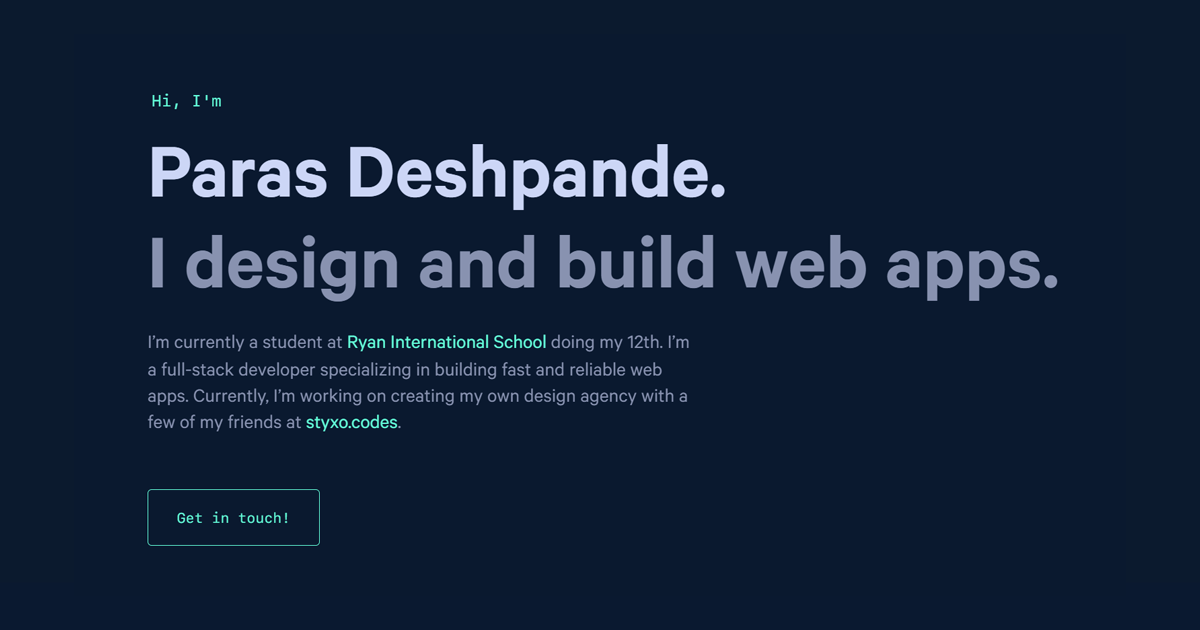 Hi, I'm
Paras Deshpande.
I design and build web apps.
I’m currently a student at Ryan International School doing my 12th. I’m
a full-stack developer specializing in building fast and reliable web
apps. Currently, I’m working on creating my own design agency with a
few of my friends at styxo.codes.
Get in touch!